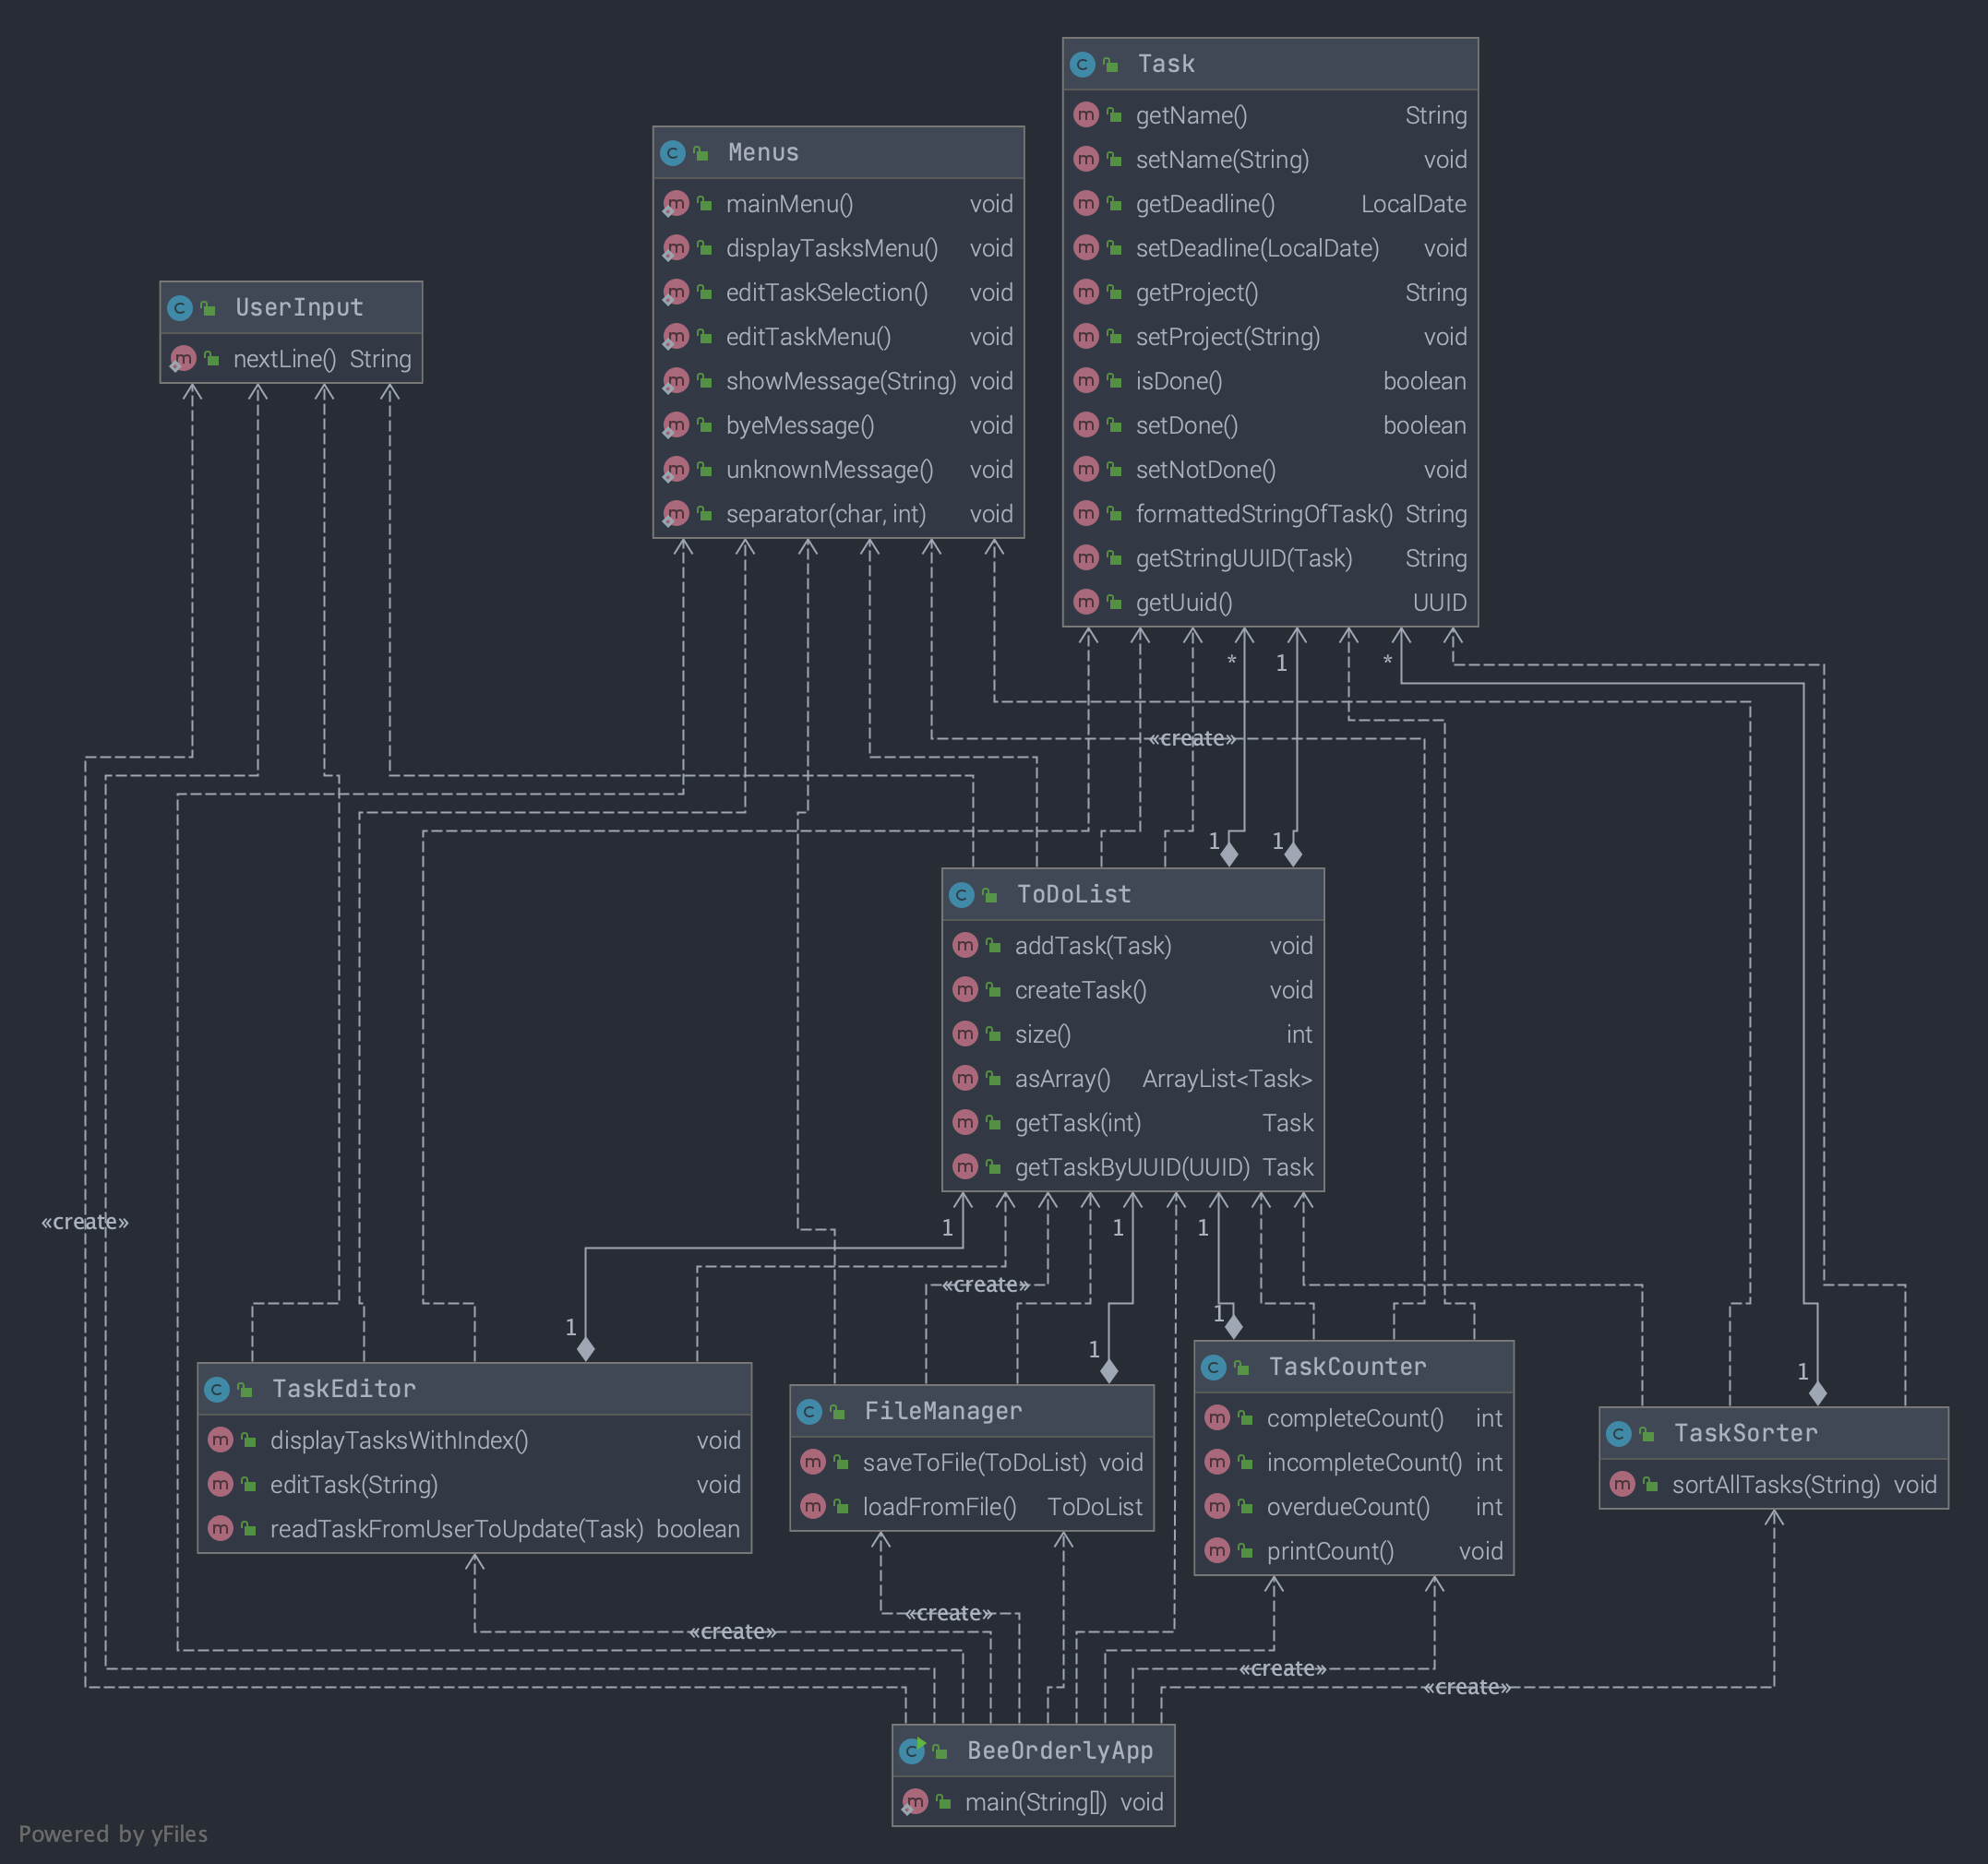 Task
getName() String
setName(String) void
getDeadline() LocalDate
setDeadline(LocalDate) void
getProject() String
setProject(String) void
isDone() boolean
setDone() boolean
setNotDone() void
formattedStringOfTask() String
getStringUUID(Task) String
getUuid() UUID
Menus
mainMenu() void
displayTasksMenu() void
editTaskSelection() void
editTaskMenu() void
showMessage(String) void
byeMessage() void
unknownMessage() void
separator(char, int) void
UserInput
nextLine() String
* 1 *
«create»
1 1
ToDoList
addTask(Task) void
createTask() void
size() int
asArray() ArrayList<Task>
getTask(int) Task
getTaskByUUID(UUID) Task
«create»
1 1 1
«create»
1 1 1 1
TaskEditor
displayTasksWithIndex() void
editTask(String) void
readTaskFromUserToUpdate(Task) boolean
FileManager
saveToFile(ToDoList) void
loadFromFile() ToDoList
TaskCounter
completeCount() int
incompleteCount() int
overdueCount() int
printCount() void
TaskSorter
sortAllTasks(String) void
«create»
«create»
«create»
«create»
BeeOrderlyApp
main(String[]) void
Powered by yFiles